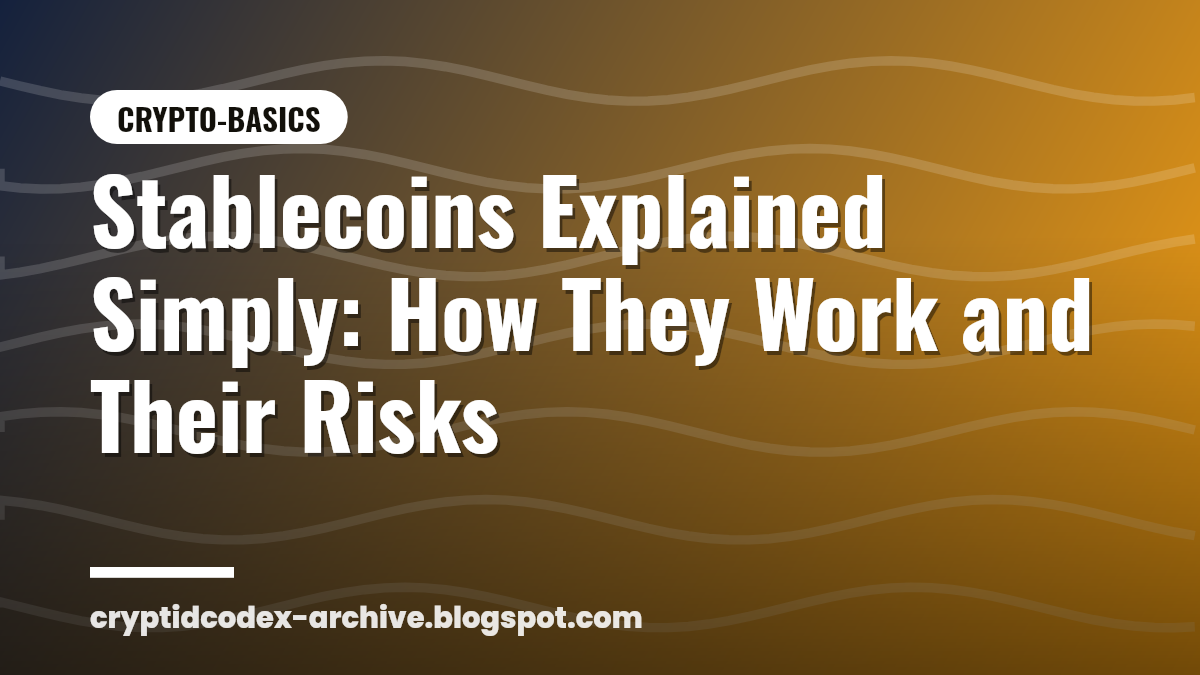 CRYPTO-BASICS
Stablecoins Explained
Simply: How They Work and
Their Risks
cryptidcodex-archive.blogspot.com